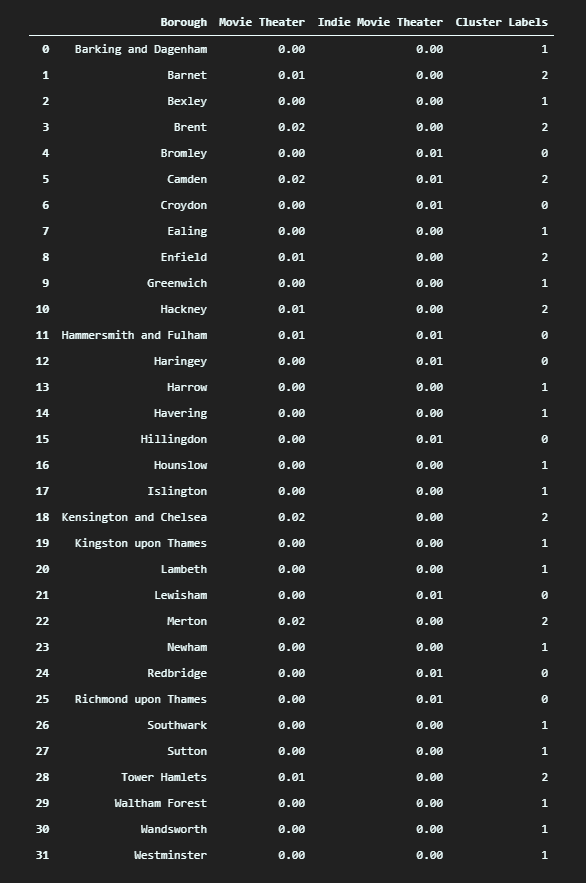 Borough Movie Theater Indie Movie Theater Cluster Labels
0 Barking and Dagenham 0.00 0.00 1
1 Barnet 0.01 0.00 2
2 Bexley 0.00 0.00 1
3 Brent 0.02 0.00 2
4 Bromley 0.00 0.01 0
5 Camden 0.02 0.01 2
6 Croydon 0.00 0.01 0
7 Ealing 0.00 0.00 1
8 Enfield 0.01 0.00 2
9 Greenwich 0.00 0.00 1
10 Hackney 0.01 0.00 2
11 Hammersmith and Fulham 0.01 0.01 0
12 Haringey 0.00 0.01 0
13 Harrow 0.00 0.00 1
14 Havering 0.00 0.00 1
15 Hillingdon 0.00 0.01 0
16 Hounslow 0.00 0.00 1
17 Islington 0.00 0.00 1
18 Kensington and Chelsea 0.02 0.00 2
19 Kingston upon Thames 0.00 0.00 1
20 Lambeth 0.00 0.00 1
21 Lewisham 0.00 0.01 0
22 Merton 0.02 0.00 2
23 Newham 0.00 0.00 1
24 Redbridge 0.00 0.01 0
25 Richmond upon Thames 0.00 0.01 0
26 Southwark 0.00 0.00 1
27 Sutton 0.00 0.00 1
28 Tower Hamlets 0.01 0.00 2
29 Waltham Forest 0.00 0.00 1
30 Wandsworth 0.00 0.00 1
31 Westminster 0.00 0.00 1